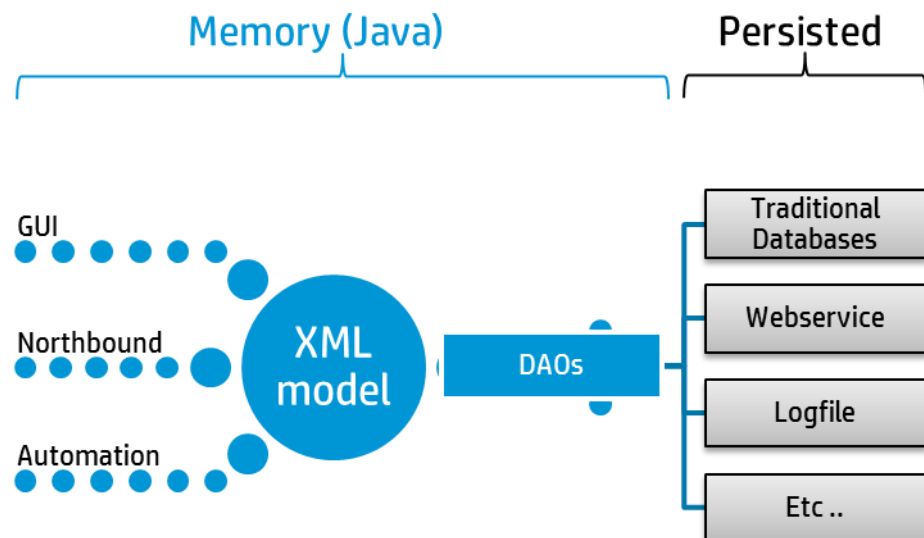 Memory (Java)
Persisted
GUI
Northbound
Automation
XML
model
DAOs
Traditional
Databases
Webservice
Logfile
Etc ..